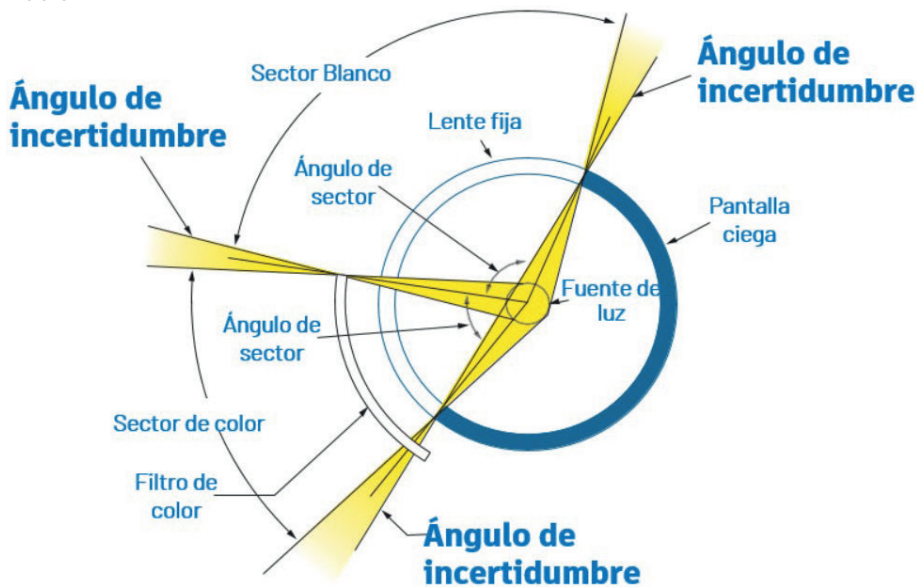 Sector Blanco
Ángulo de
incertidumbre
Ángulo de
incertidumbre
Lente fija
Ángulo de
sector
Pantalla
ciega
Fuente de
luz
Ángulo de
sector
Sector de color
Filtro de
color
Ángulo de
incertidumbre